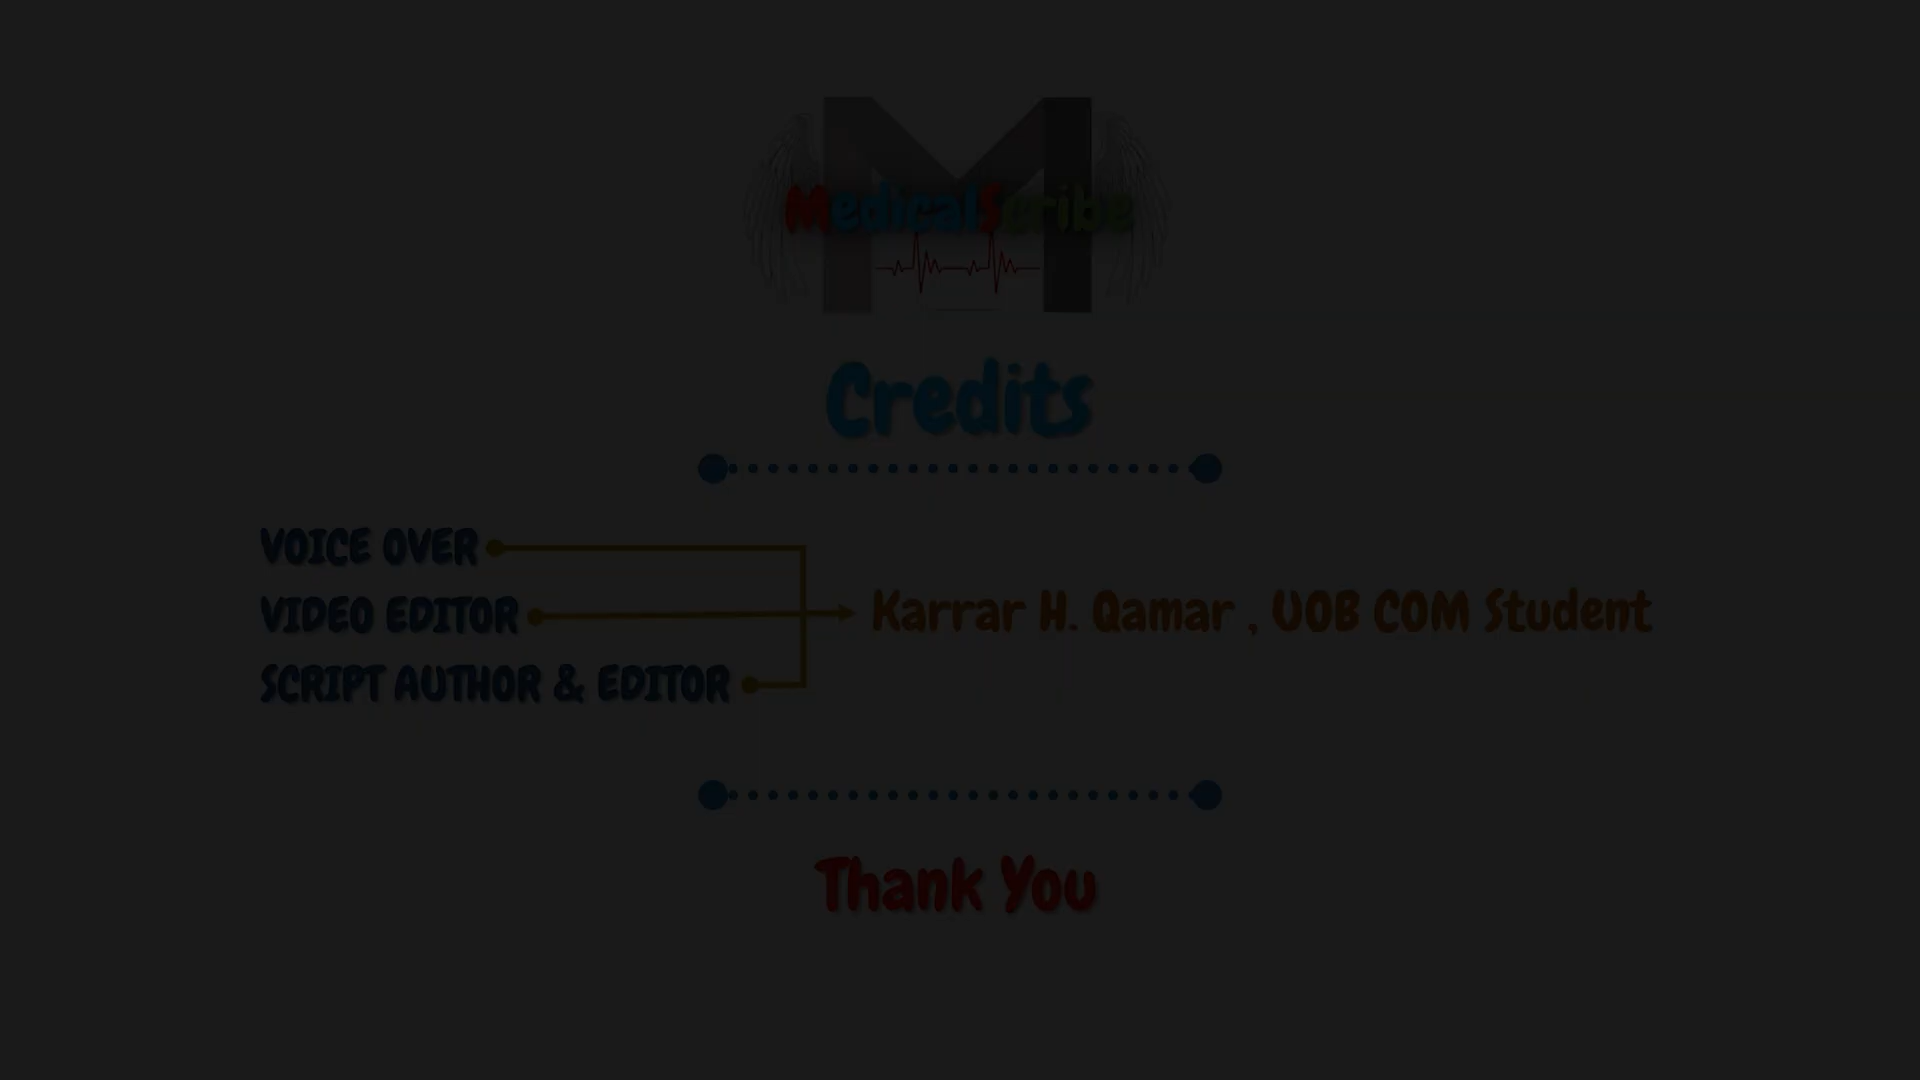 MedicalScribe
Credits
VOICE OVER
VIDEO EDITOR
SCRIPT AUTHOR & EDITOR
Karrar H. Qamar , UOB COM Student
Thank You